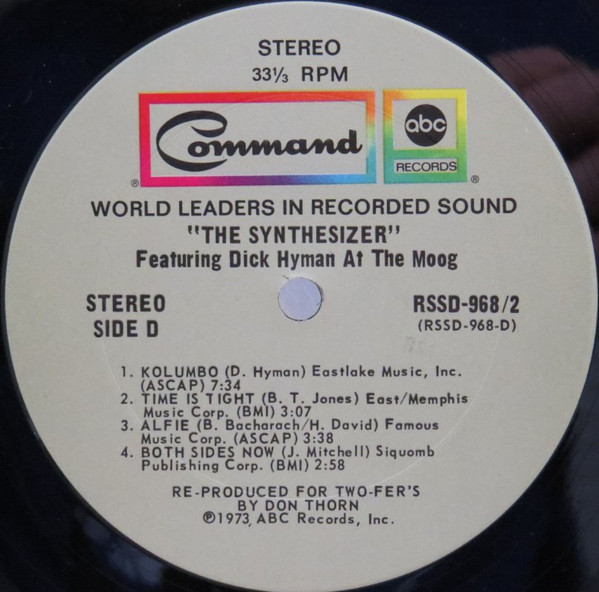 STEREO
33⅓ RPM
Command
abc
RECORDS
® ®
WORLD LEADERS IN RECORDED SOUND
"THE SYNTHESIZER"
Featuring Dick Hyman At The Moog
STEREO
SIDE D
RSSD-968/2
(RSSD-968-D)
1. KOLUMBO (D. Hyman) Eastlake Music, Inc.
(ASCAP) 7:34
2. TIME IS TIGHT (B. T. Jones) East/Memphis
Music Corp. (BMI) 3:07
3. ALFIE (B. Bacharach/H. David) Famous
Music Corp. (ASCAP) 3:38
4. BOTH SIDES NOW (J. Mitchell) Siquomb
Publishing Corp. (BMI) 2:58
RE-PRODUCED FOR TWO-FER'S
BY DON THORN
℗1973, ABC Records, Inc.